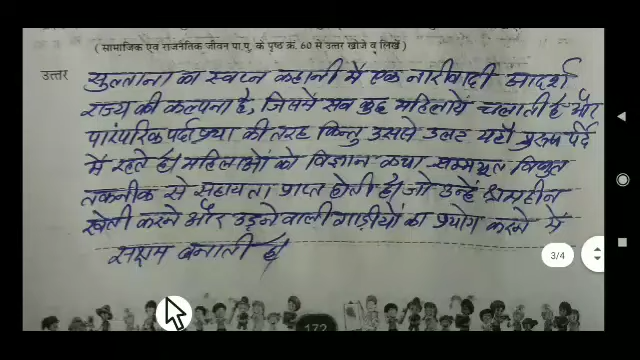 ( सामाजिक एवं राजनैतिक जीवन पा.पु. के पृष्ठ क्रं. 60 से उत्तर खोजे व लिखें )
उत्तर सुल्ताना का स्वप्न कहानी में एक नारीवादी आदर्श
राज्य की कल्पना है, जिसमें सब कुछ महिलायें चलाती है और
पारंपरिक पर्दा प्रथा की तरह किन्तु उससे उलट यहाँ पुरुष पर्दे
में रहते है। महिलाओं को विज्ञान कथा सम्मत विद्युत
तकनीक से सहायता प्राप्त होती है। जो उन्हें श्रमहीन
खेती करने और उड़ने वाली गाड़ीयों का प्रयोग करने में
सक्षम बनाती है।
3/4
172